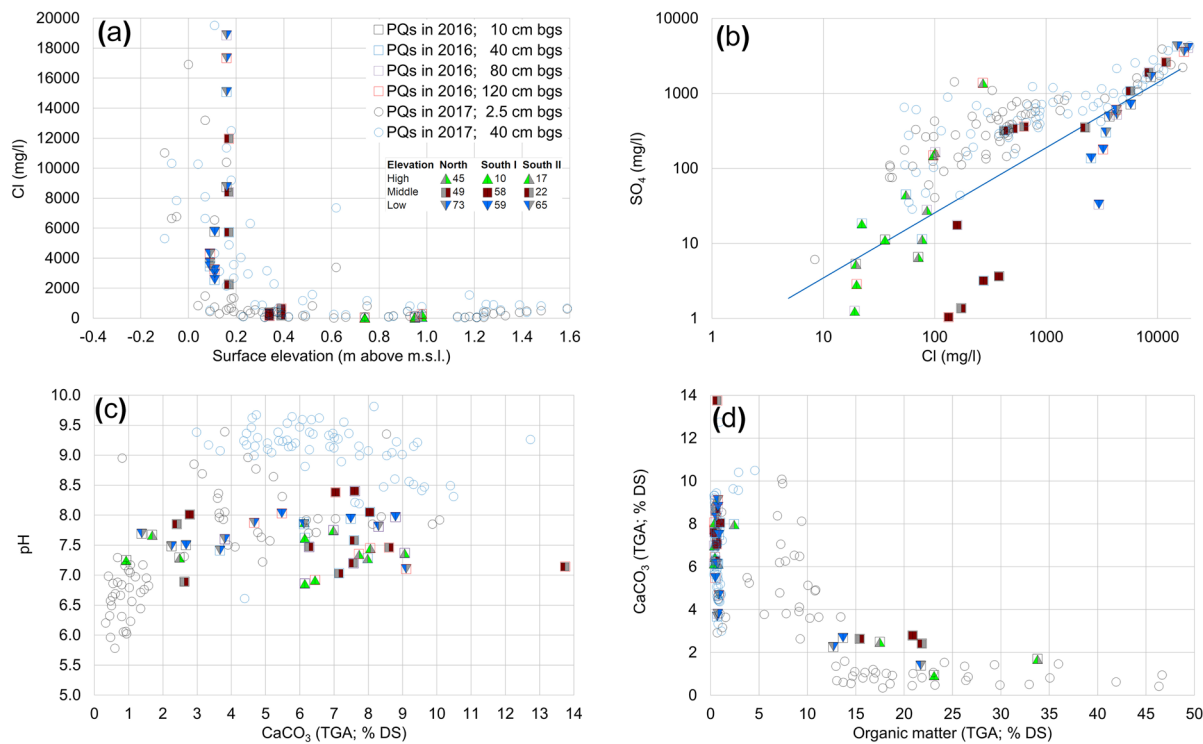 (a)
20000
18000
16000
14000
12000
10000
8000
6000
4000
2000
0
Cl (mg/l)
-0.4 -0.2 0.0 0.2 0.4 0.6 0.8 1.0 1.2 1.4 1.6
Surface elevation (m above m.s.l.)
PQs in 2016; 10 cm bgs
PQs in 2016; 40 cm bgs
PQs in 2016; 80 cm bgs
PQs in 2016; 120 cm bgs
PQs in 2017; 2.5 cm bgs
PQs in 2017; 40 cm bgs
Elevation North South I South II
High 45 10 17
Middle 49 58 22
Low 73 59 65
(b)
10000
1000
100
10
1
SO4 (mg/l)
1 10 100 1000 10000
Cl (mg/l)
(c)
10.0
9.5
9.0
8.5
8.0
7.5
7.0
6.5
6.0
5.5
5.0
pH
0 1 2 3 4 5 6 7 8 9 10 11 12 13 14
CaCO3 (TGA; % DS)
(d)
14
12
10
8
6
4
2
0
CaCO3 (TGA; % DS)
0 5 10 15 20 25 30 35 40 45 50
Organic matter (TGA; % DS)